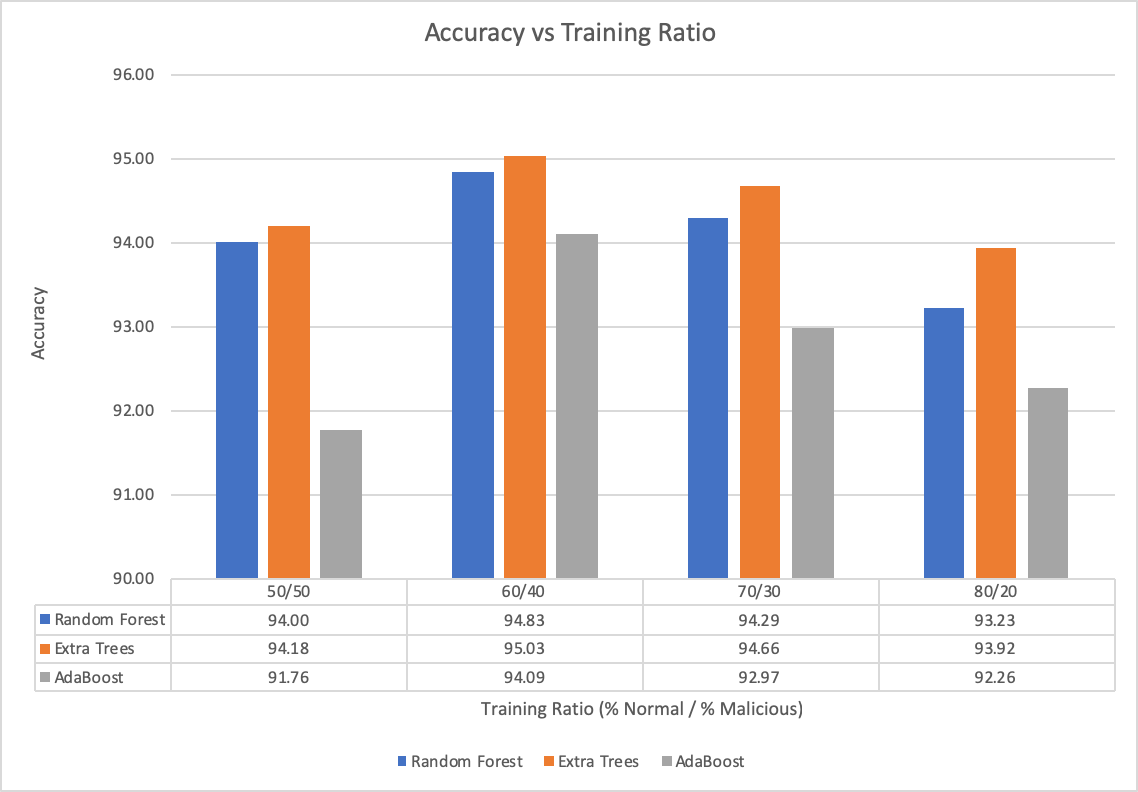 Accuracy vs Training Ratio
96.00
95.00
94.00
93.00
92.00
91.00
90.00
Accuracy
50/50 60/40 70/30 80/20
Random Forest 94.00 94.83 94.29 93.23
Extra Trees 94.18 95.03 94.66 93.92
AdaBoost 91.76 94.09 92.97 92.26
Training Ratio (% Normal / % Malicious)
Random Forest Extra Trees AdaBoost